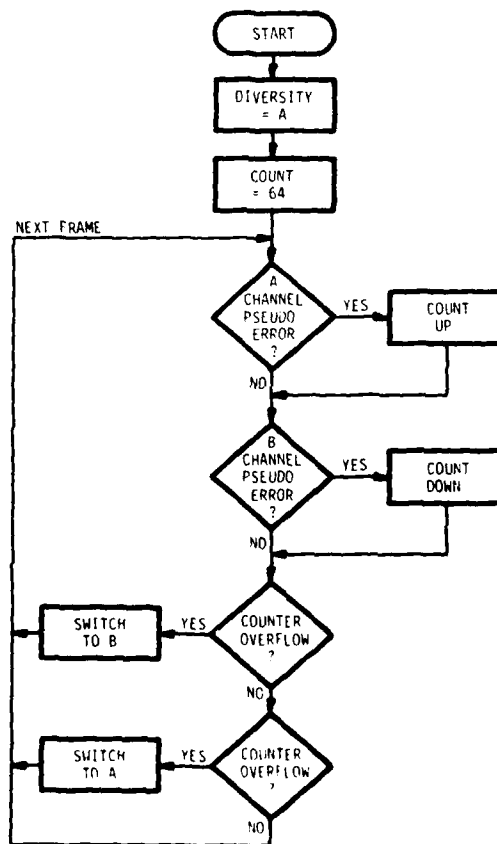 START
DIVERSITY
= A
COUNT
= 64
NEXT FRAME
A
CHANNEL
PSEUDO
ERROR
?
YES
COUNT
UP
NO
B
CHANNEL
PSEUDO
ERROR
?
YES
COUNT
DOWN
NO
COUNTER
OVERFLOW
?
YES
SWITCH
TO B
NO
COUNTER
OVERFLOW
?
YES
SWITCH
TO A
NO